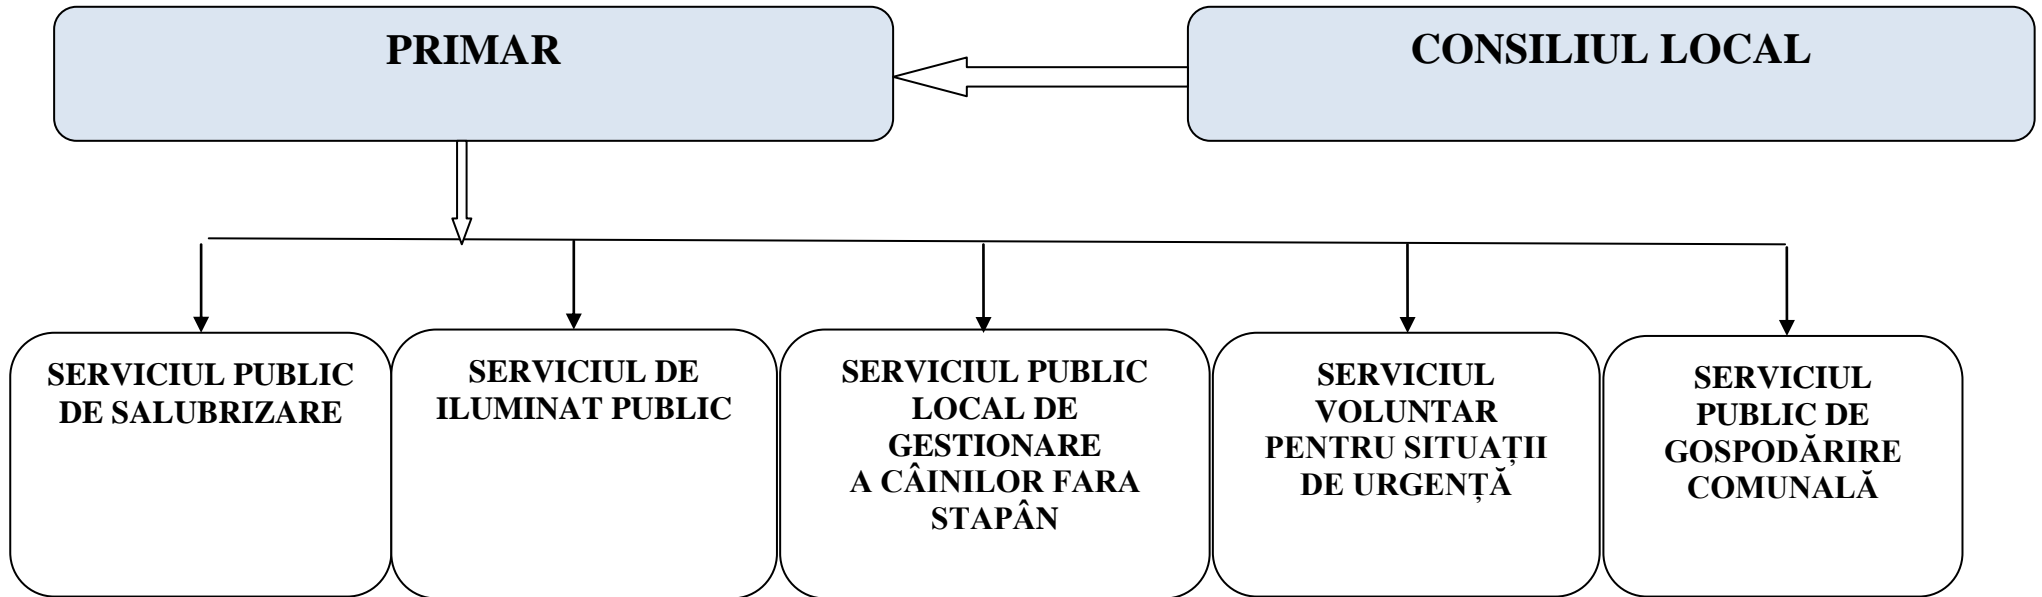 PRIMAR
CONSILIUL LOCAL
SERVICIUL PUBLIC
DE SALUBRIZARE
SERVICIUL DE
ILUMINAT PUBLIC
SERVICIUL PUBLIC
LOCAL DE
GESTIONARE
A CÂINILOR FARA
STAPÂN
SERVICIUL
VOLUNTAR
PENTRU SITUAȚII
DE URGENȚĂ
SERVICIUL
PUBLIC DE
GOSPODĂRIRE
COMUNALĂ